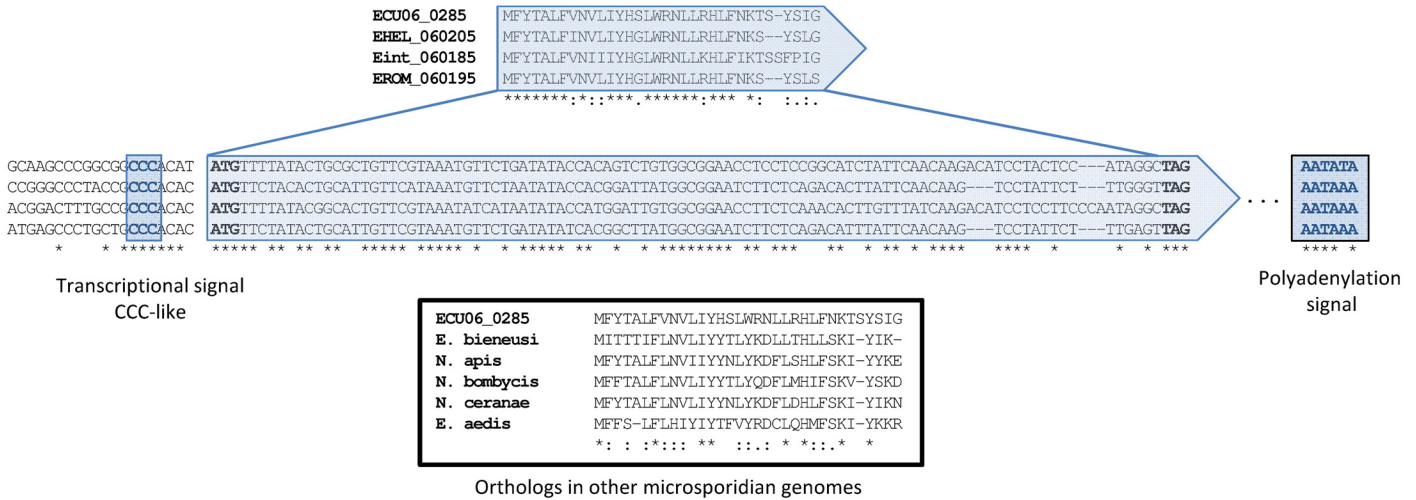 ECU06_0285 MFYTALFVNVLIYHSLWRNLLRHLFNKTS-YSIG
EHEL_060205 MFYTALFINVLIYHGLWRNLLRHLFNKS--YSLG
Eint_060185 MFYTALFVNIIIYHGLWRNLLKHLFIKTSSFPIG
EROM_060195 MFYTALFVNVLIYHGLWRNLLKHLFNKS--YSLS
*******:*::***.******:*** *: :.:.
GCAAGCCCGGCGGCCCACAT ATGTTTTATACTGCGCTGTTCGTAAATGTTCTGATATACCACAGTCTGTGGCGGAACCTCCTCCGGCATCTATTCAACAAGACATCCTACTCC---ATAGGCTAG AATATA
CCGGGCCCTACCGCCCACAC ATGTTCTACACTGCATTGTTCATAAATGTTCTAATATACCACGGATTATGGCGGAATCTTCTCAGACACTTATTCAACAAG---TCCTATTCT---TTGGGTTAG AATAAA
ACGGACTTTGCCGCCCACAC ATGTTTTATACGGCACTGTTCGTAAATATCATAATATACCATGGATTGTGGCGGAACCTTCTCAAACACTTGTTTATCAAGACATCCTCCTTCCCAATAGGCTAG AATAAA
ATGAGCCCTGCTGCCCACAC ATGTTCTATACTGCATTGTTCGTAAATGTTCTGATATATCACGGCTTATGGCGGAATCTTCTCAGACATTTATTCAACAAG---TCCTATTCT---TTGAGTTAG AATAAA
Transcriptional signal
CCC-like
...
Polyadenylation
signal
ECU06_0285 MFYTALFVNVLIYHSLWRNLLRHLFNKTSYSIG
E. bieneusi MITTTIFLNVLIYYTLYKDLLTHLLSKI-YIK-
N. apis MFYTALFLNVIIYYNLYKDFLSHLFSKI-YYKE
N. bombycis MFFTALFLNVLIYYTLYQDFLMHIFSKV-YSKD
N. ceranae MFYTALFLNVLIYYNLYKDFLDHLFSKI-YIKN
E. aedis MFFS-LFLHIYIYTFVYRDCLQHMFSKI-YKKR
*: : :*::: ** ::.: * *::.* *
Orthologs in other microsporidian genomes